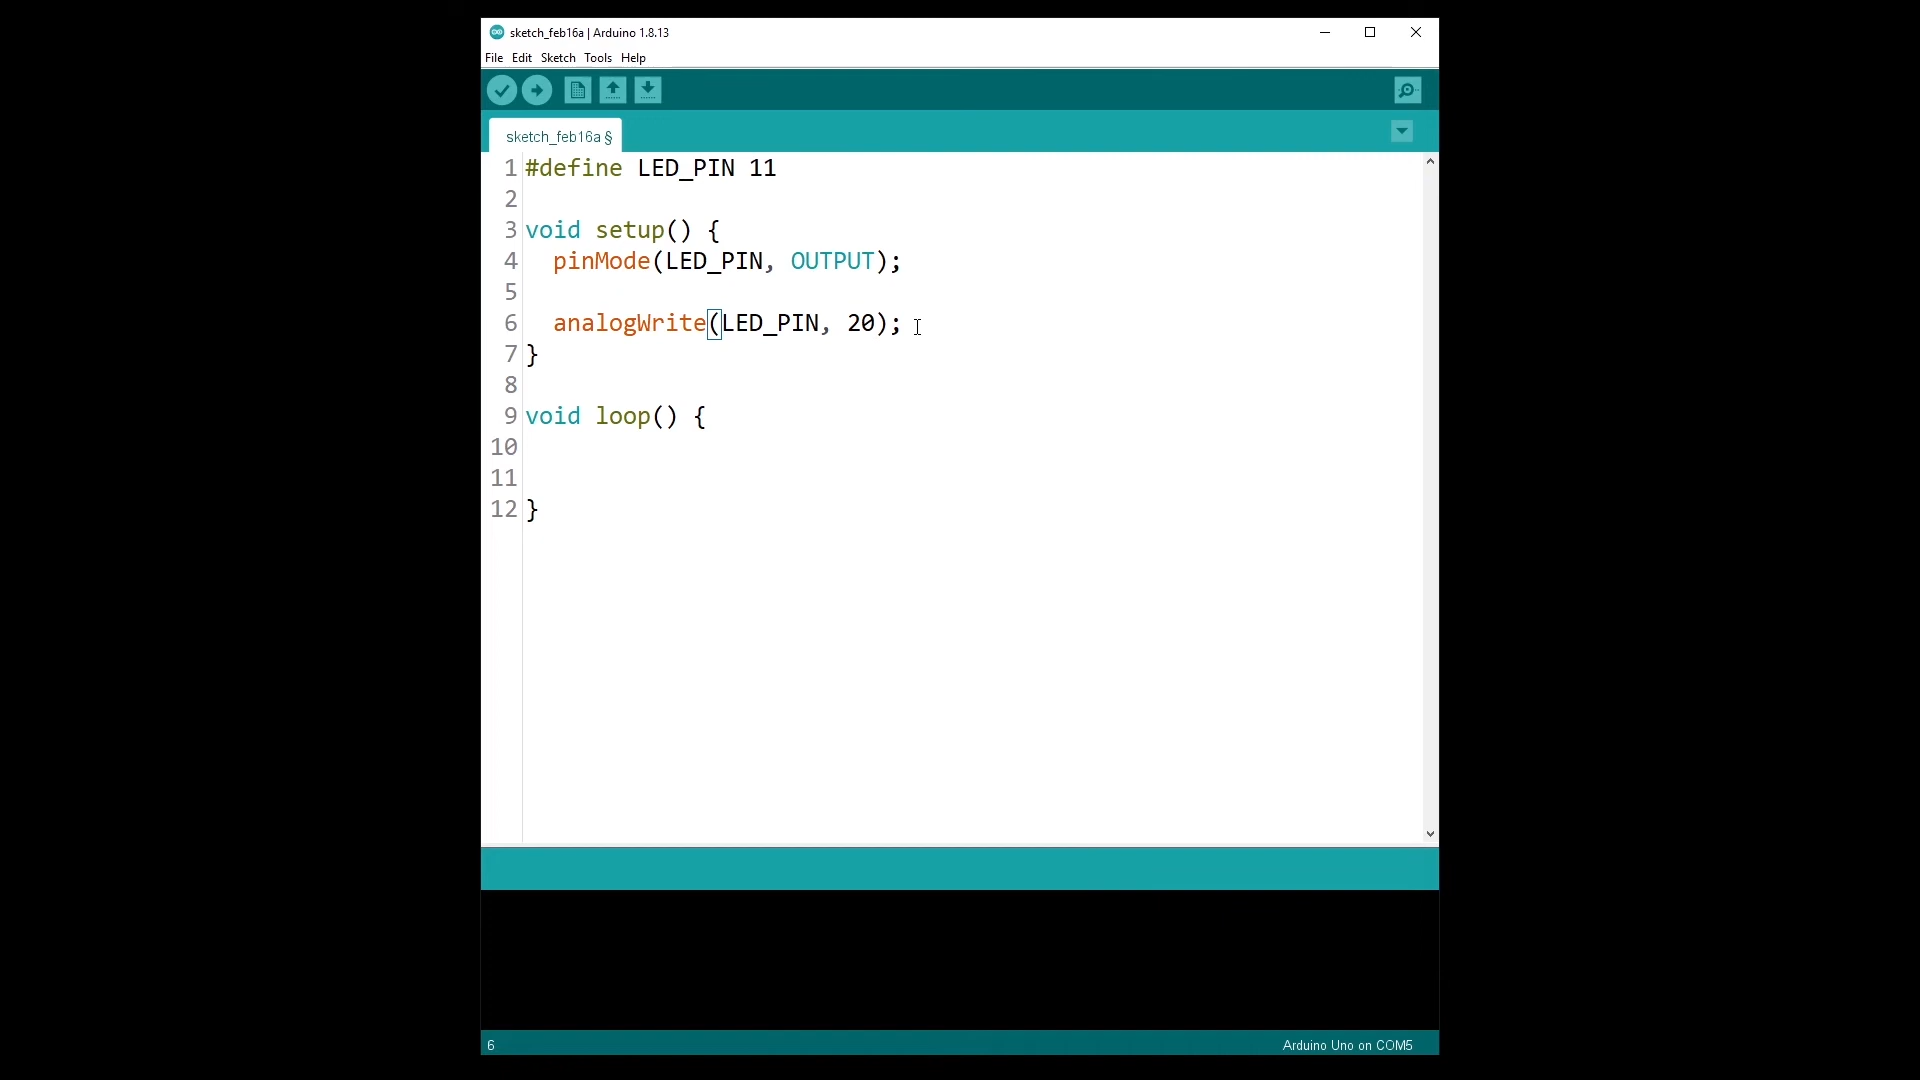 sketch_feb16a | Arduino 1.8.13
File Edit Sketch Tools Help
sketch_feb16a §
1 #define LED_PIN 11
2
3 void setup() {
4   pinMode(LED_PIN, OUTPUT);
5
6   analogWrite(LED_PIN, 20);
7 }
8
9 void loop() {
10
11
12 }
6
Arduino Uno on COM5